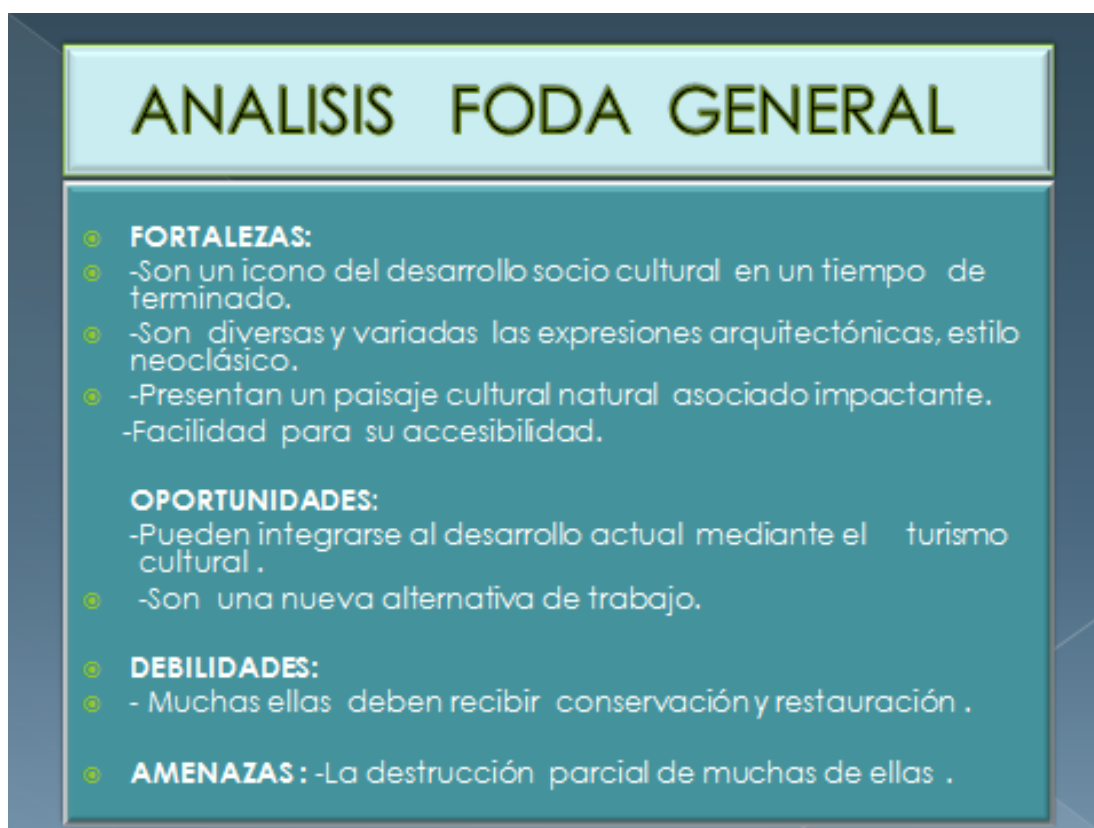 ANALISIS FODA GENERAL
FORTALEZAS:
-Son un icono del desarrollo socio cultural en un tiempo de
terminado.
-Son diversas y variadas las expresiones arquitectónicas, estilo
neoclásico.
-Presentan un paisaje cultural natural asociado impactante.
-Facilidad para su accesibilidad.
OPORTUNIDADES:
-Pueden integrarse al desarrollo actual mediante el turismo
cultural .
-Son una nueva alternativa de trabajo.
DEBILIDADES:
- Muchas ellas deben recibir conservación y restauración .
AMENAZAS : -La destrucción parcial de muchas de ellas .